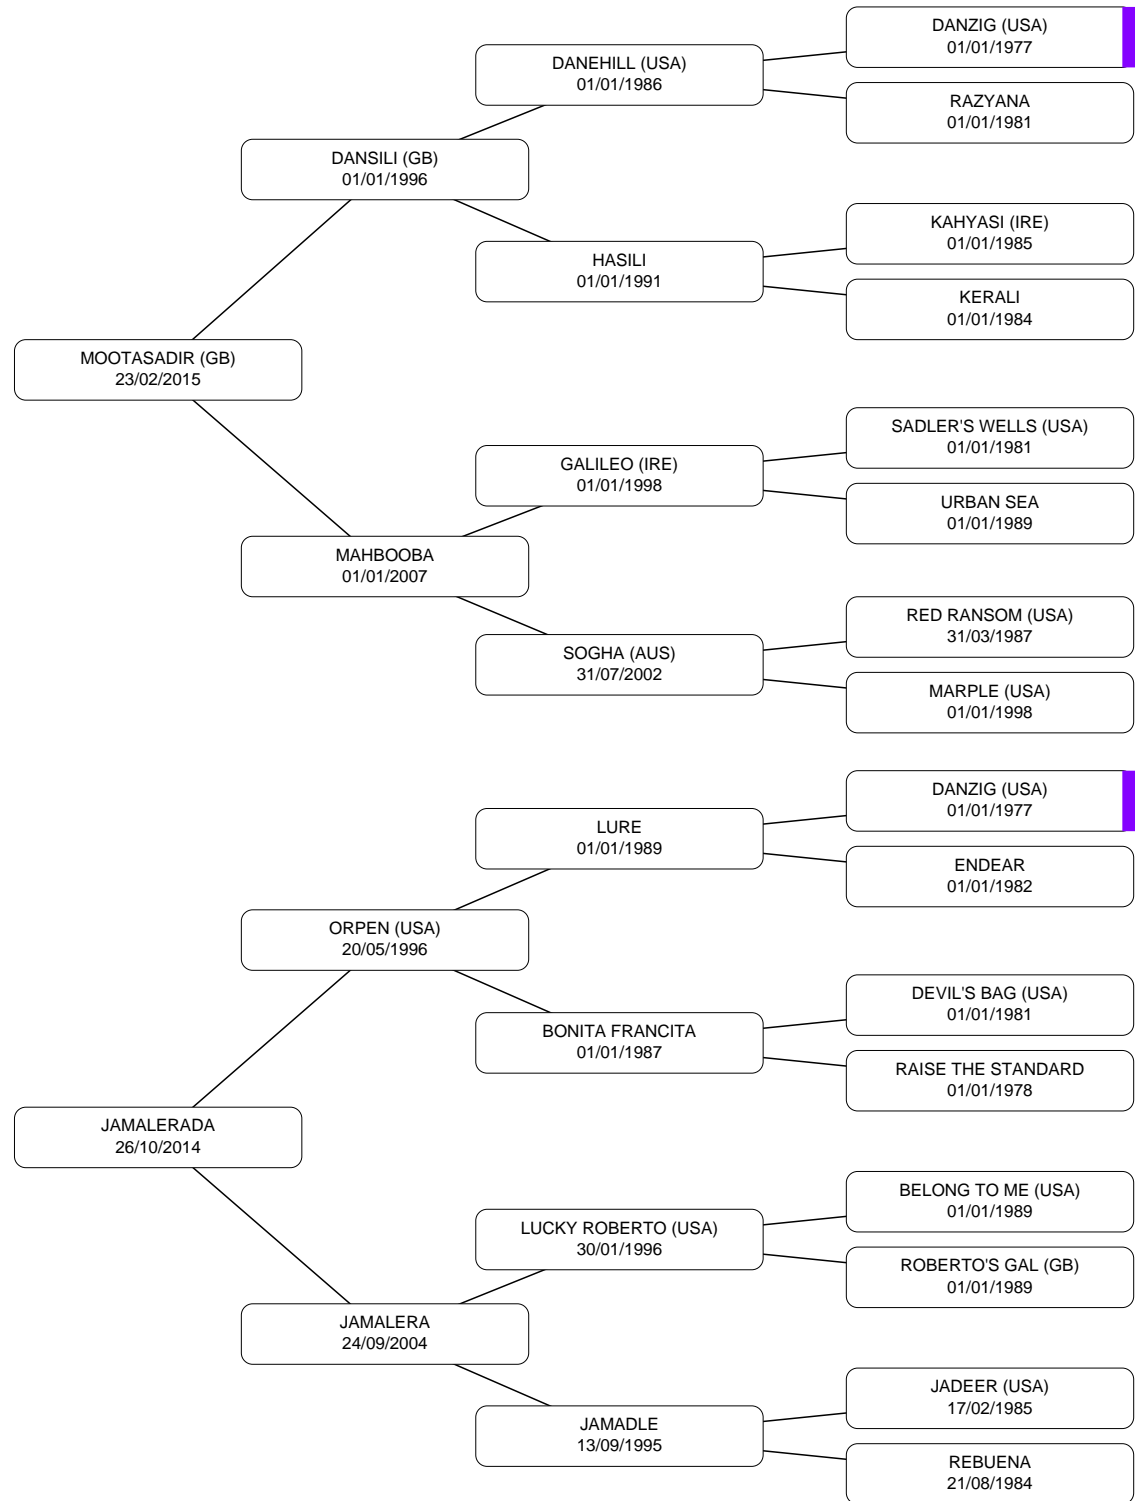 DANZIG (USA)
01/01/1977
DANEHILL (USA)
01/01/1986
RAZYANA
01/01/1981
DANSILI (GB)
01/01/1996
KAHYASI (IRE)
01/01/1985
HASILI
01/01/1991
KERALI
01/01/1984
MOOTASADIR (GB)
23/02/2015
SADLER'S WELLS (USA)
01/01/1981
GALILEO (IRE)
01/01/1998
URBAN SEA
01/01/1989
MAHBOOBA
01/01/2007
RED RANSOM (USA)
31/03/1987
SOGHA (AUS)
31/07/2002
MARPLE (USA)
01/01/1998
DANZIG (USA)
01/01/1977
LURE
01/01/1989
ENDEAR
01/01/1982
ORPEN (USA)
20/05/1996
DEVIL'S BAG (USA)
01/01/1981
BONITA FRANCITA
01/01/1987
RAISE THE STANDARD
01/01/1978
JAMALERADA
26/10/2014
BELONG TO ME (USA)
01/01/1989
LUCKY ROBERTO (USA)
30/01/1996
ROBERTO'S GAL (GB)
01/01/1989
JAMALERA
24/09/2004
JADEER (USA)
17/02/1985
JAMADLE
13/09/1995
REBUENA
21/08/1984